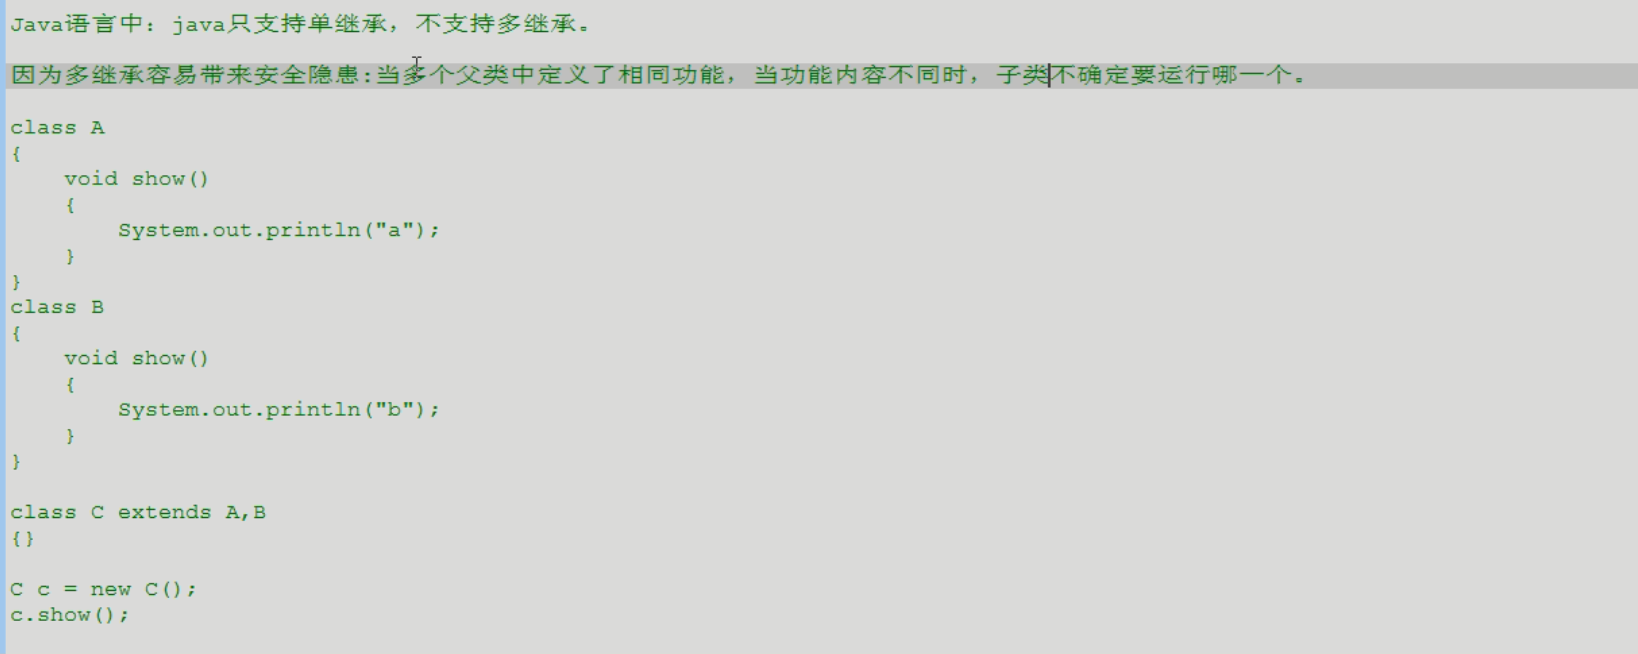 Java语言中：java只支持单继承，不支持多继承。
因为多继承容易带来安全隐患:当多个父类中定义了相同功能，当功能内容不同时，子类不确定要运行哪一个。
class A
{
    void show()
    {
        System.out.println("a");
    }
}
class B
{
    void show()
    {
        System.out.println("b");
    }
}
class C extends A,B
{}
C c = new C();
c.show();